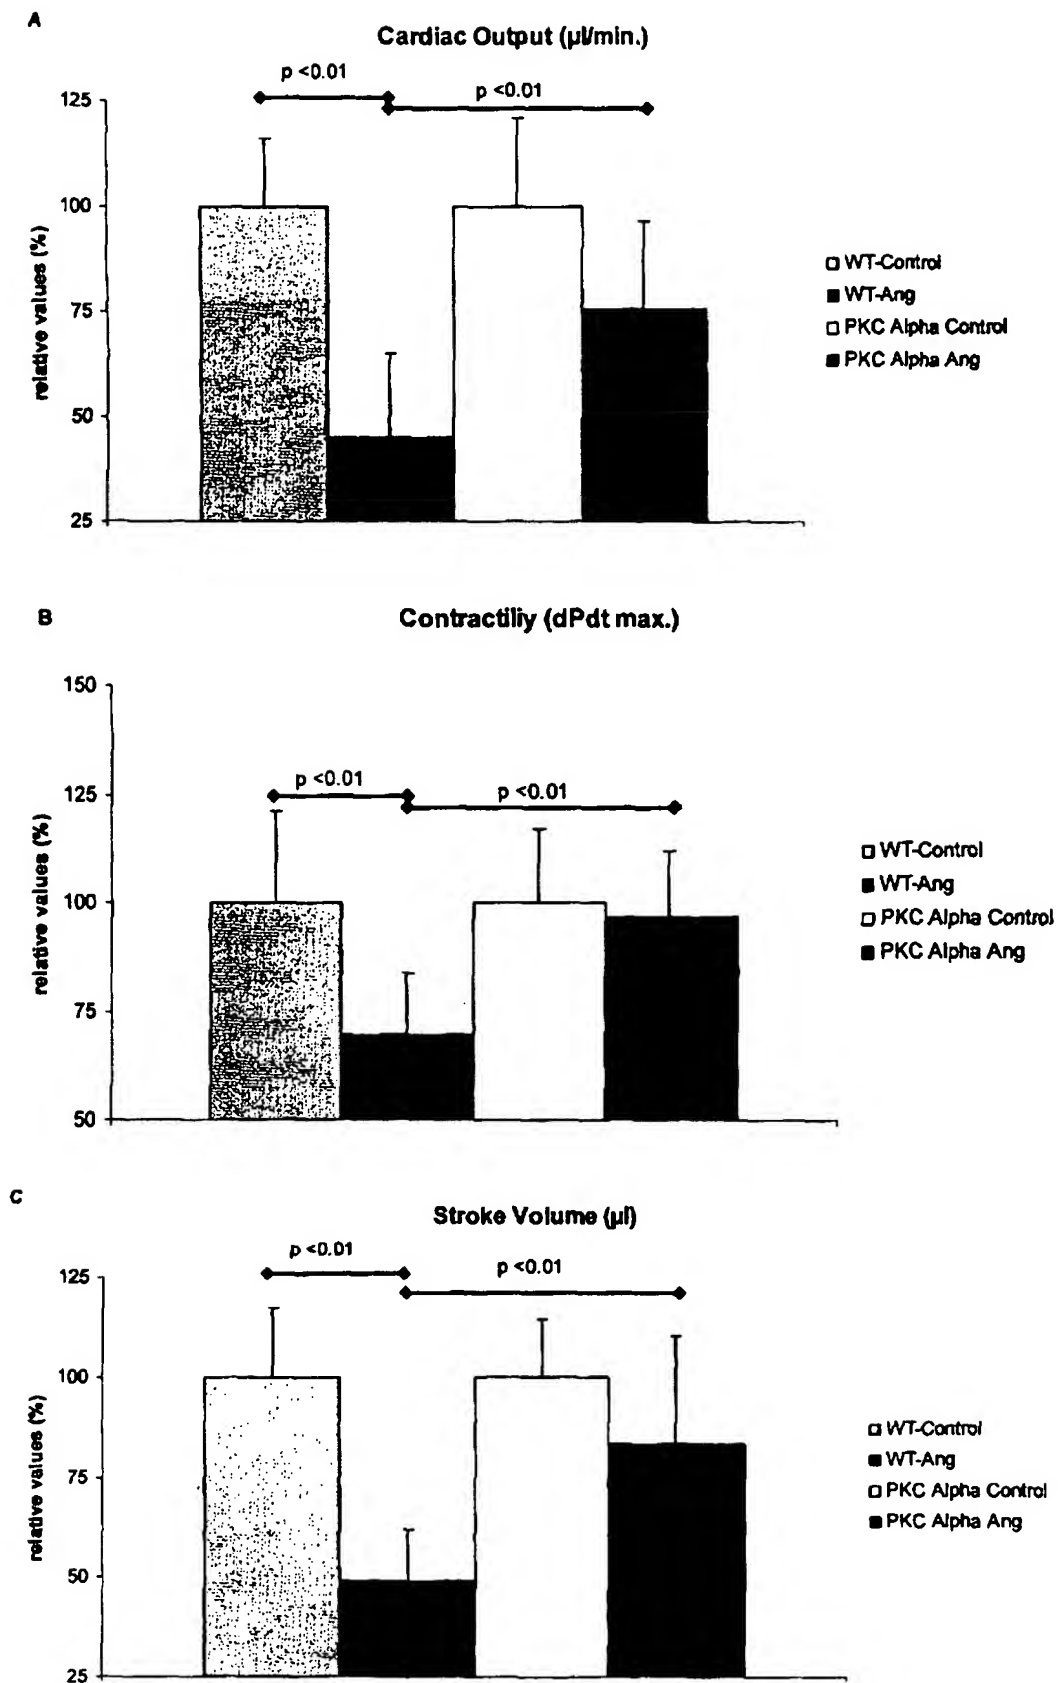 A
Cardiac Output (µl/min.)
p <0.01
p <0.01
125
100
75
50
25
relative values (%)
WT-Control
WT-Ang
PKC Alpha Control
PKC Alpha Ang
B
Contractiliy (dPdt max.)
150
p <0.01
p <0.01
125
100
75
50
relative values (%)
WT-Control
WT-Ang
PKC Alpha Control
PKC Alpha Ang
C
Stroke Volume (µl)
p <0.01
p <0.01
125
100
75
50
25
relative values (%)
WT-Control
WT-Ang
PKC Alpha Control
PKC Alpha Ang